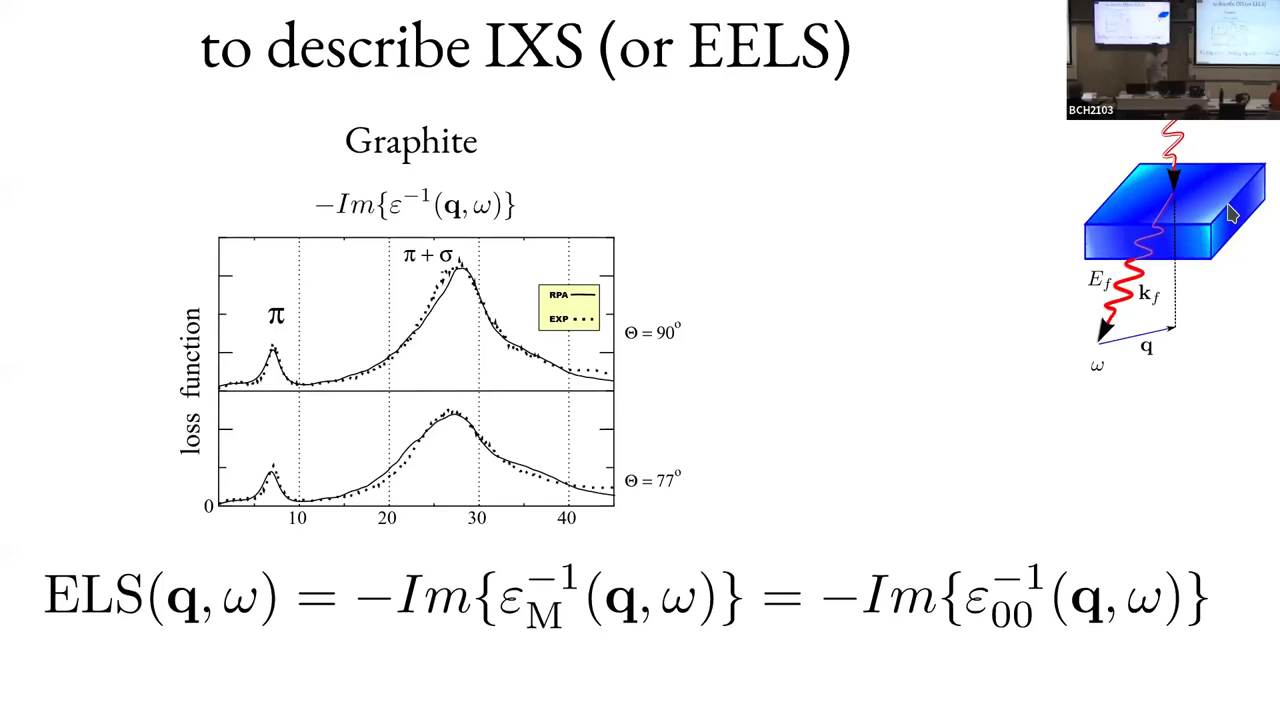 to describe IXS (or EELS)
BCH2103
Graphite
−Im{ε⁻¹(q, ω)}
π + σ
π
RPA
EXP
Θ = 90°
loss function
Θ = 77°
0
10 20 30 40
E_f
k_f
q
ω
ELS(q, ω) = −Im{ε_M⁻¹(q, ω)} = −Im{ε₀₀⁻¹(q, ω)}